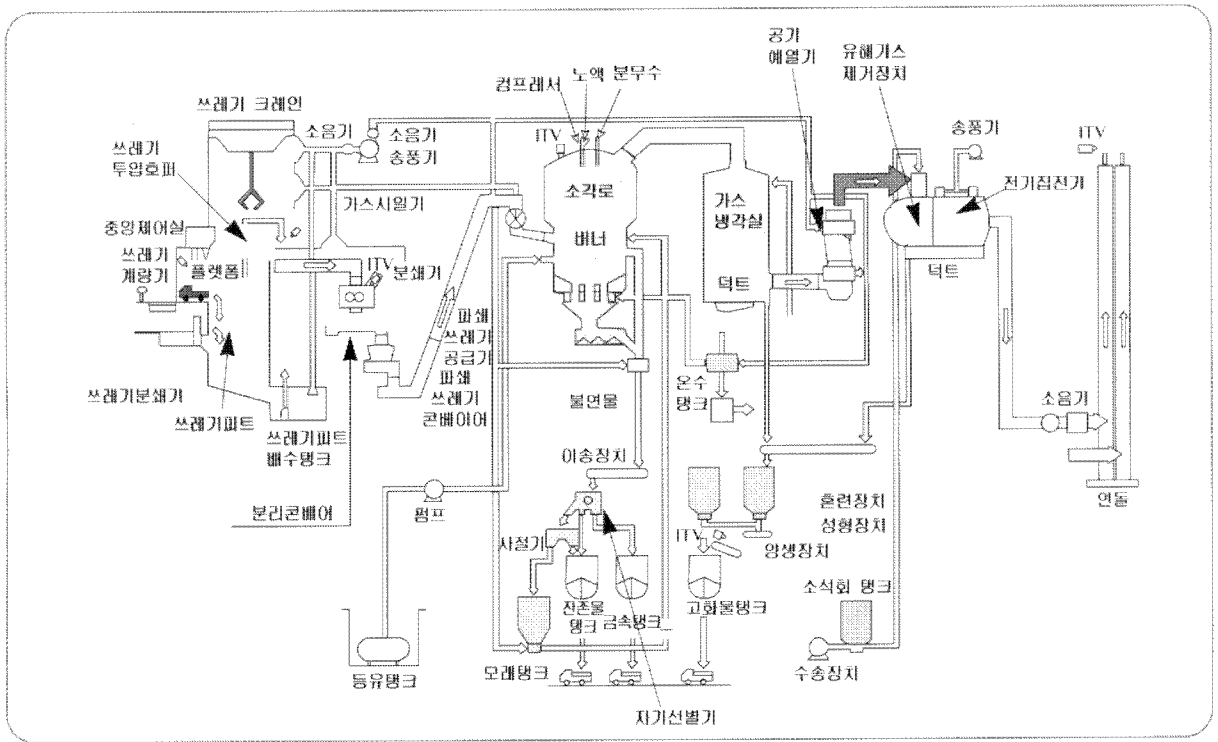 공기
예열기
유해가스
제거장치
컴프레서
노액
분무수
쓰레기 크레인
소음기
소음기
송풍기
ITV
송풍기
ITV
쓰레기
투입호퍼
소각로
가스
냉각실
전기집전기
가스시일기
중앙제어실
버너
쓰레기
계량기
플렛폼
ITV
분쇄기
덕트
덕트
파쇄
쓰레기
공급기
파쇄
쓰레기
콘베이어
쓰레기분쇄기
쓰레기피트
쓰레기피트
배수탱크
불연물
온수
탱크
소음기
이송장치
연돌
분리콘베어
펌프
혼련장치
성형장치
ITV
양생장치
잔존물
탱크
금속탱크
고화물탱크
소석회 탱크
등유탱크
모래탱크
수송장치
자기선별기